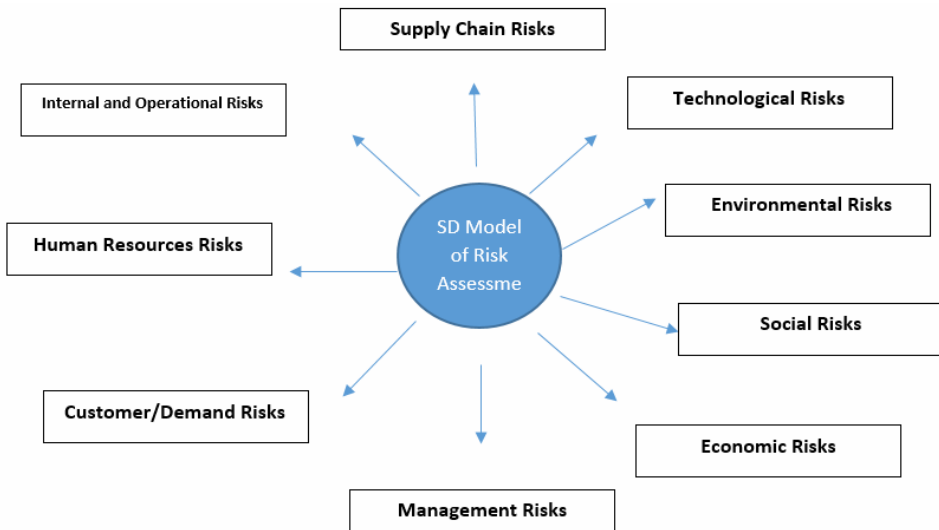 Supply Chain Risks
Internal and Operational Risks
Technological Risks
Environmental Risks
Human Resources Risks
SD Model
of Risk
Assessme
Social Risks
Customer/Demand Risks
Economic Risks
Management Risks